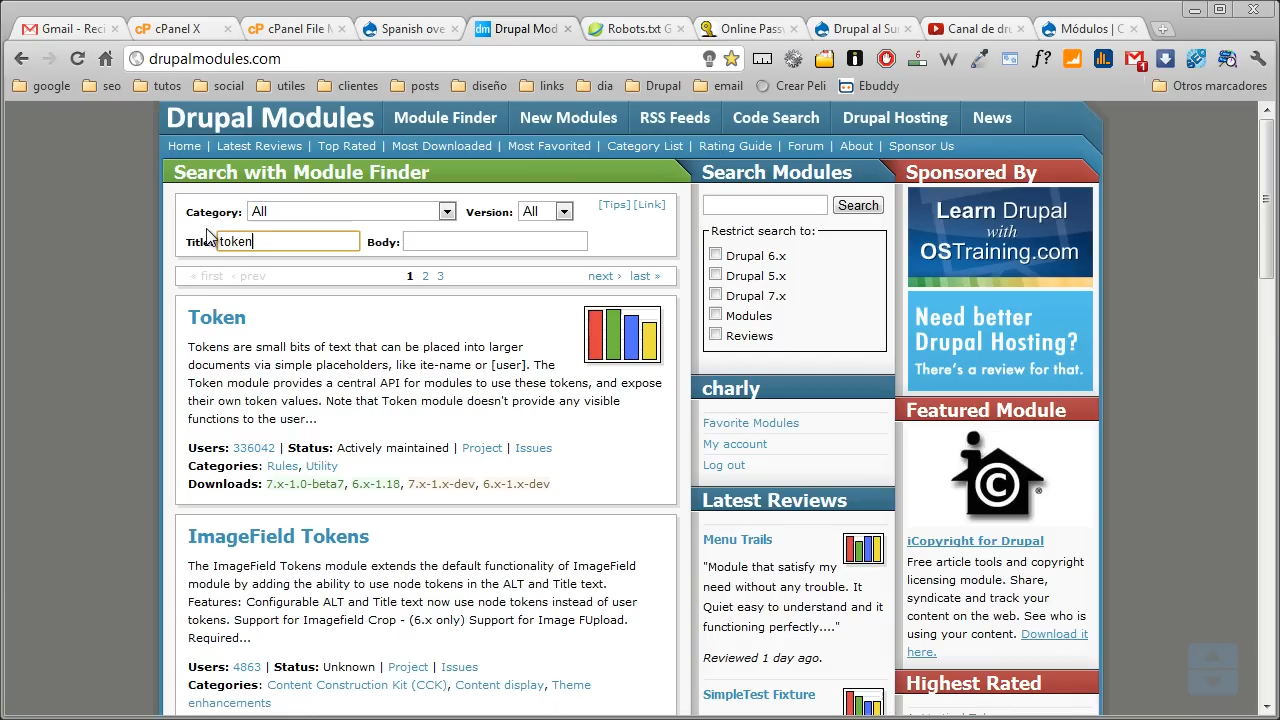 Gmail - Reci
cPanel X
cPanel File M
Spanish ove
Drupal Mod
Robots.txt G
Online Passw
Drupal al Su
Canal de dru
Módulos | C
drupalmodules.com
google
seo
tutos
social
utiles
clientes
posts
diseño
links
dia
Drupal
email
Crear Peli
Ebuddy
Otros marcadores
Drupal Modules
Module Finder
New Modules
RSS Feeds
Code Search
Drupal Hosting
News
Home | Latest Reviews | Top Rated | Most Downloaded | Most Favorited | Category List | Rating Guide | Forum | About | Sponsor Us
Search with Module Finder
Category: All
Version: All
[Tips] [Link]
Title: token
Body:
« first ‹ prev 1 2 3 next › last »
Token
Tokens are small bits of text that can be placed into larger
documents via simple placeholders, like ite-name or [user]. The
Token module provides a central API for modules to use these tokens, and expose
their own token values. Note that Token module doesn't provide any visible
functions to the user...
Users: 336042 | Status: Actively maintained | Project | Issues
Categories: Rules, Utility
Downloads: 7.x-1.0-beta7, 6.x-1.18, 7.x-1.x-dev, 6.x-1.x-dev
ImageField Tokens
The ImageField Tokens module extends the default functionality of ImageField
module by adding the ability to use node tokens in the ALT and Title text.
Features: Configurable ALT and Title text now use node tokens instead of user
tokens. Support for Imagefield Crop - (6.x only) Support for Image FUpload.
Required...
Users: 4863 | Status: Unknown | Project | Issues
Categories: Content Construction Kit (CCK), Content display, Theme
enhancements
Search Modules
Search
Restrict search to:
Drupal 6.x
Drupal 5.x
Drupal 7.x
Modules
Reviews
charly
Favorite Modules
My account
Log out
Latest Reviews
Menu Trails
"Module that satisfy my
need without any trouble. It
Quiet easy to understand and it
functioning perfectly...."
Reviewed 1 day ago.
SimpleTest Fixture
Sponsored By
Learn Drupal
with
OSTraining.com
Need better
Drupal Hosting?
There's a review for that.
Featured Module
iCopyright for Drupal
Free article tools and copyright
licensing module. Share,
syndicate and track your
content on the web. See who is
using your content. Download it
here.
Highest Rated